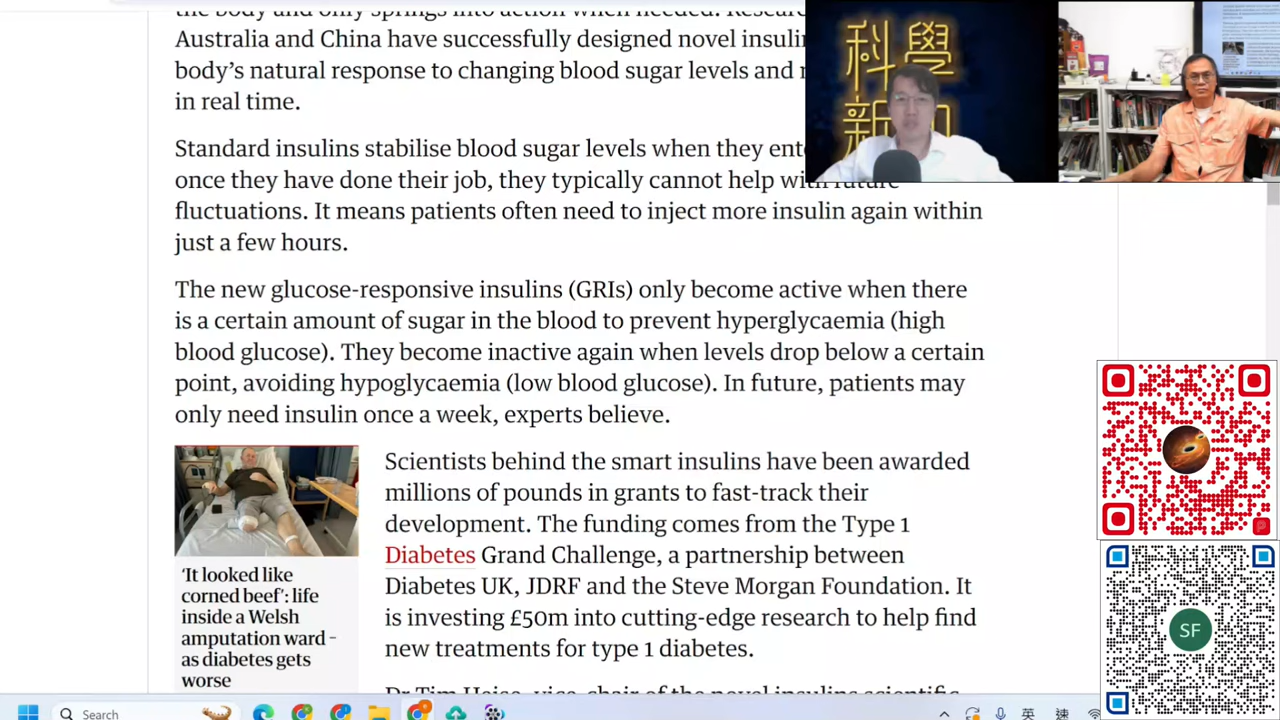 Australia and China have successfully designed novel
body's natural response to changing blood sugar levels and
in real time.
Standard insulins stabilise blood sugar levels when they
once they have done their job, they typically cannot help with future
fluctuations. It means patients often need to inject more insulin again within
just a few hours.
The new glucose-responsive insulins (GRIs) only become active when there
is a certain amount of sugar in the blood to prevent hyperglycaemia (high
blood glucose). They become inactive again when levels drop below a certain
point, avoiding hypoglycaemia (low blood glucose). In future, patients may
only need insulin once a week, experts believe.
Scientists behind the smart insulins have been awarded
millions of pounds in grants to fast-track their
development. The funding comes from the Type 1
Diabetes Grand Challenge, a partnership between
Diabetes UK, JDRF and the Steve Morgan Foundation. It
is investing £50m into cutting-edge research to help find
new treatments for type 1 diabetes.
'It looked like
corned beef': life
inside a Welsh
amputation ward –
as diabetes gets
worse
科學
新
SF
Search
英
速